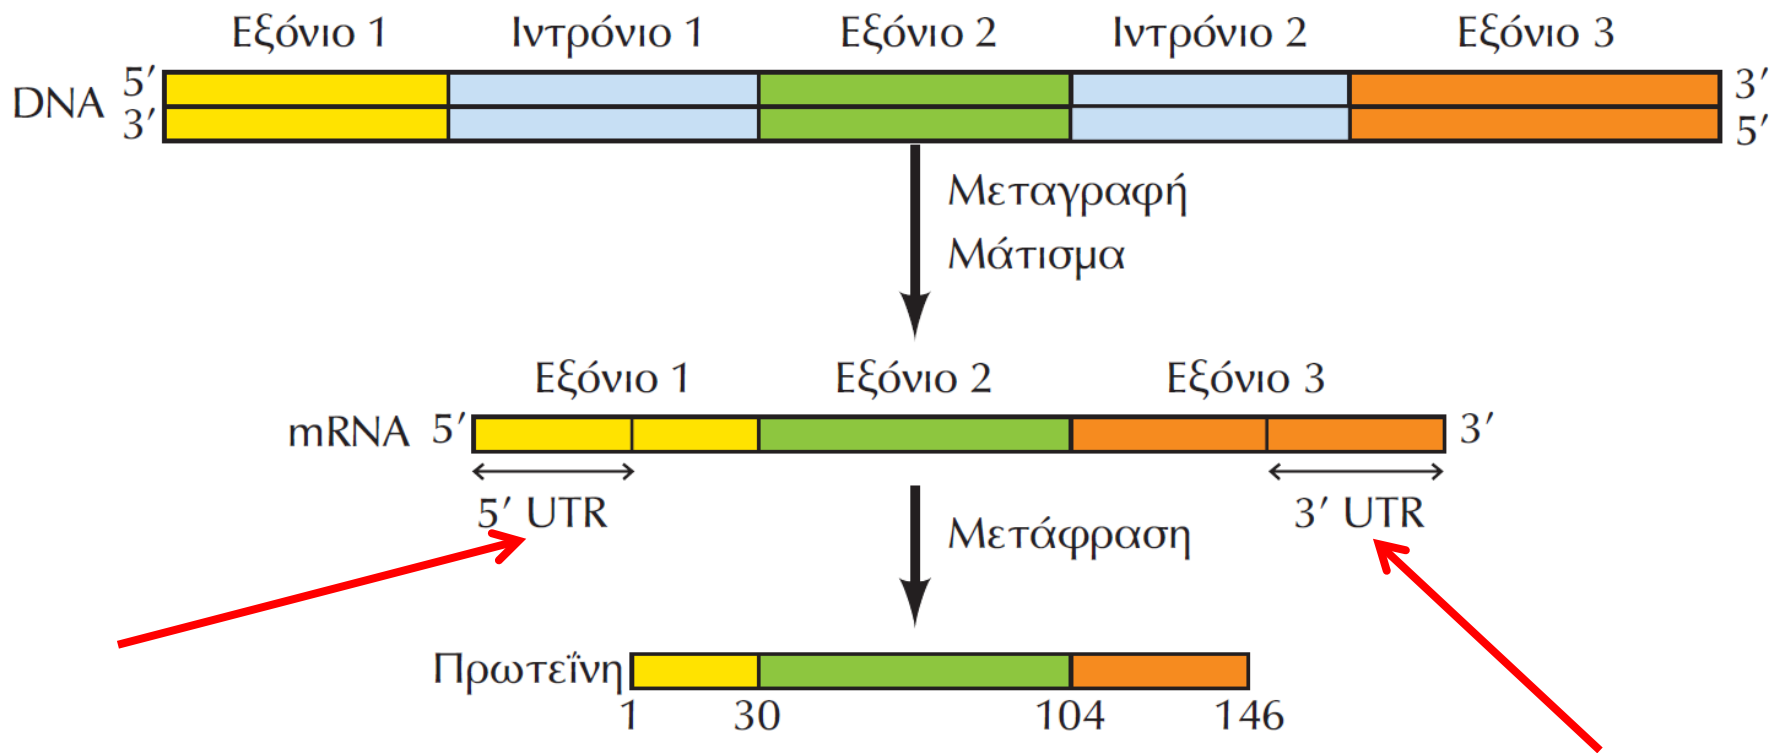 Εξόνιο 1 Ιντρόνιο 1 Εξόνιο 2 Ιντρόνιο 2 Εξόνιο 3
DNA 5′ 3′
3′ 5′
Μεταγραφή
Μάτισμα
Εξόνιο 1 Εξόνιο 2 Εξόνιο 3
mRNA 5′ 3′
5′ UTR 3′ UTR
Μετάφραση
Πρωτεΐνη
1 30 104 146